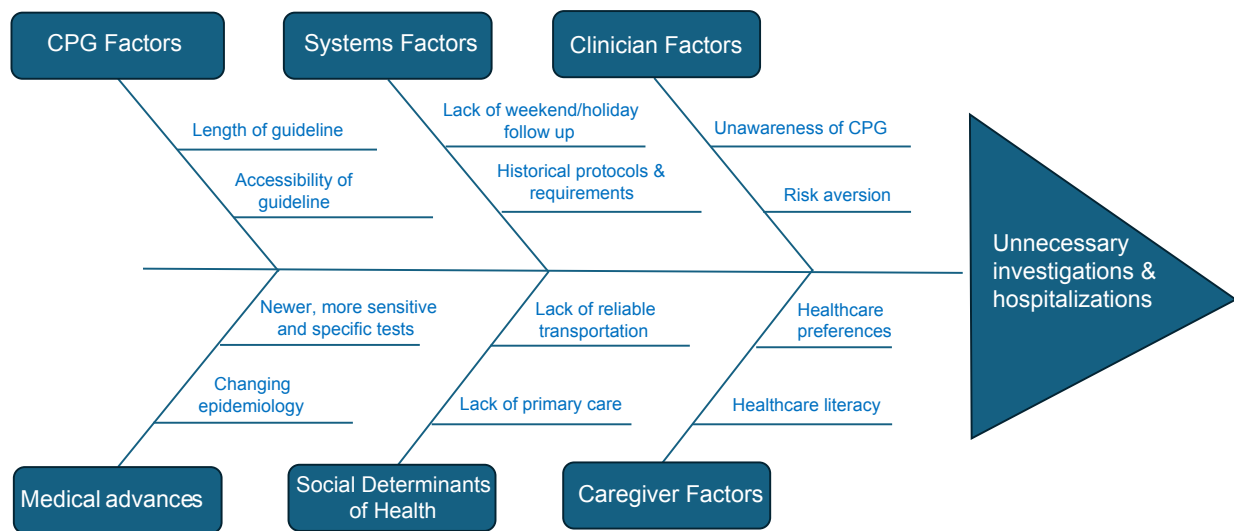 CPG Factors
Systems Factors
Clinician Factors
Length of guideline
Accessibility of
guideline
Lack of weekend/holiday
follow up
Historical protocols &
requirements
Unawareness of CPG
Risk aversion
Unnecessary
investigations &
hospitalizations
Newer, more sensitive
and specific tests
Changing
epidemiology
Lack of reliable
transportation
Lack of primary care
Healthcare
preferences
Healthcare literacy
Medical advances
Social Determinants
of Health
Caregiver Factors